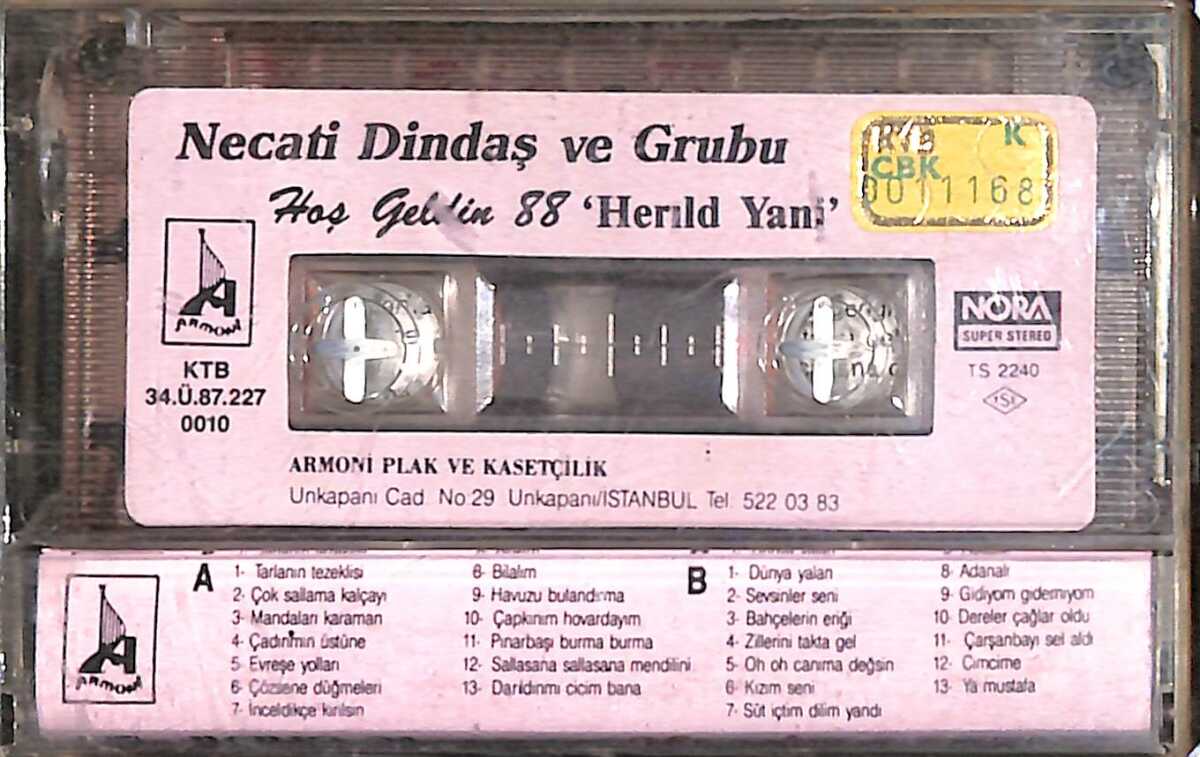 Necati Dindaş ve Grubu
Hoş Geldin 88 ‘Herıld Yani’
K
CBK
0011168
ARMONİ
KTB
34.Ü.87.227
0010
NORA
SUPER STEREO
TS 2240
TSE
ARMONİ PLAK VE KASETÇİLİK
Unkapanı Cad No 29 Unkapanı/İSTANBUL Tel. 522 03 83
ARMONİ
A
1- Tarlanın tezeklisi
2- Çok sallama kalçayı
3- Mandaları karaman
4- Çadırımın üstüne
5- Evreşe yolları
6- Çözsene düğmeleri
7- İnceldikçe kırılsın
8- Bilalım
9- Havuzu bulandırma
10- Çapkınım hovardayım
11- Pınarbaşı burma burma
12- Sallasana sallasana mendilini
13- Darıldınmı cicim bana
B
1- Dünya yalan
2- Sevsinler seni
3- Bahçelerin eriği
4- Zillerini takta gel
5- Oh oh canıma değsin
6- Kızım seni
7- Süt içtim dilim yandı
8- Adanalı
9- Gidiyom gidemiyom
10- Dereler çağlar oldu
11- Çarşanbayı sel aldı
12- Cimcime
13- Ya mustafa